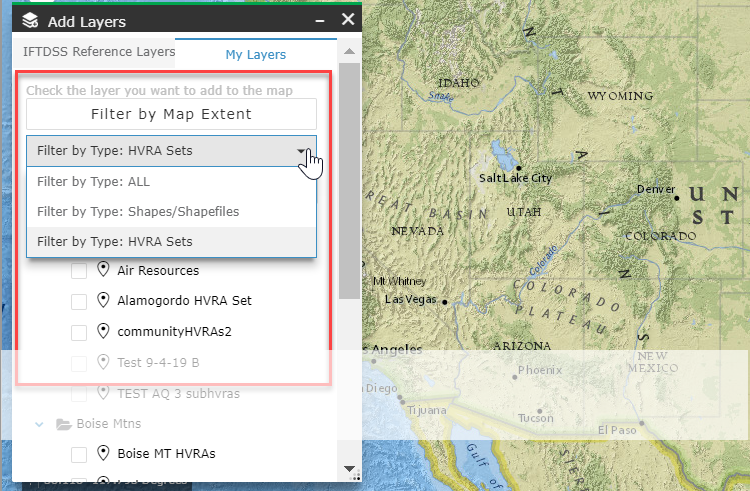 Add Layers
IFTDSS Reference Layers
My Layers
Check the layer you want to add to the map
Filter by Map Extent
Filter by Type: HVRA Sets
Filter by Type: ALL
Filter by Type: Shapes/Shapefiles
Filter by Type: HVRA Sets
Air Resources
Alamogordo HVRA Set
communityHVRAs2
Test 9-4-19 B
TEST AQ 3 subhvras
Boise Mtns
Boise MT HVRAs
IDAHO
Snake
WYOMING
Salt Lake City
Denver
UN
ST
GREAT BASIN
UTAH
NEVADA
COLORADO
Mt Whitney
Colorado
Las Vegas
COLORADO
PLATEAU
Angeles
ARIZONA
NEW
MEXICO
Phoenix
Diego
Tijuana
Tucson
El Paso
Gulf of
Degrees